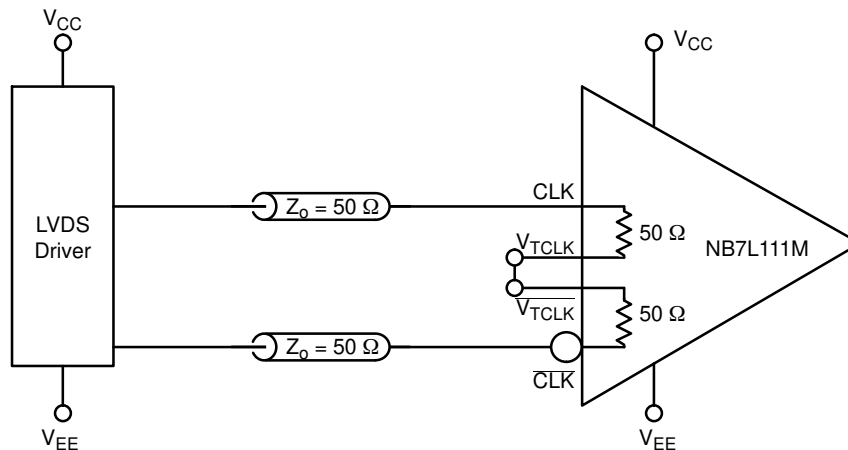 VCC
VCC
LVDS
Driver
Zo = 50 Ω
CLK
50 Ω
VTCLK
NB7L111M
VTCLK
50 Ω
Zo = 50 Ω
CLK
VEE
VEE